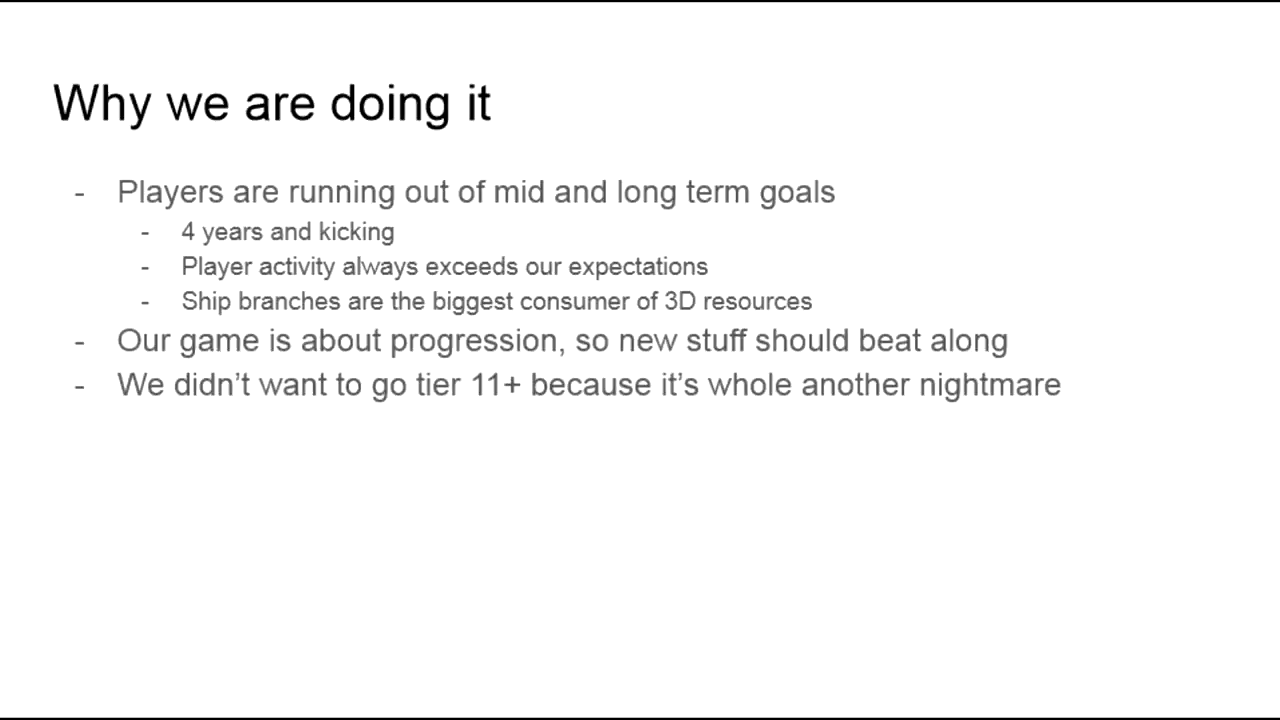 Why we are doing it
- Players are running out of mid and long term goals
- 4 years and kicking
- Player activity always exceeds our expectations
- Ship branches are the biggest consumer of 3D resources
- Our game is about progression, so new stuff should beat along
- We didn’t want to go tier 11+ because it’s whole another nightmare